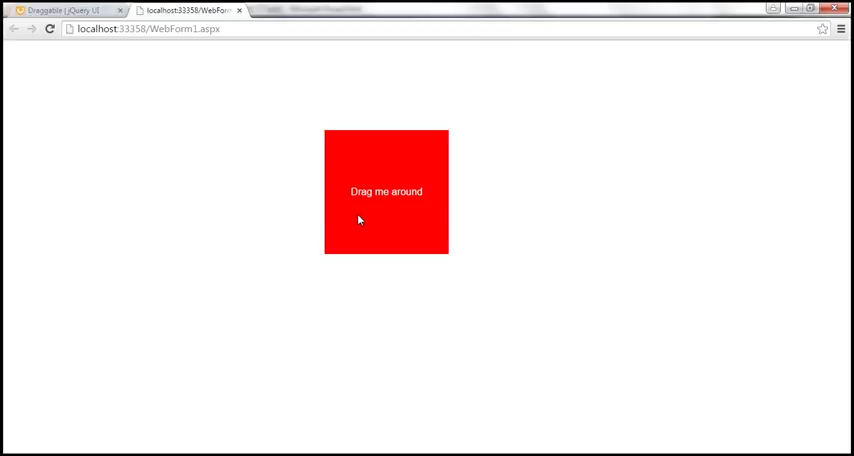 Draggable | jQuery UI
localhost:33358/WebForm
localhost:33358/WebForm1.aspx
Drag me around